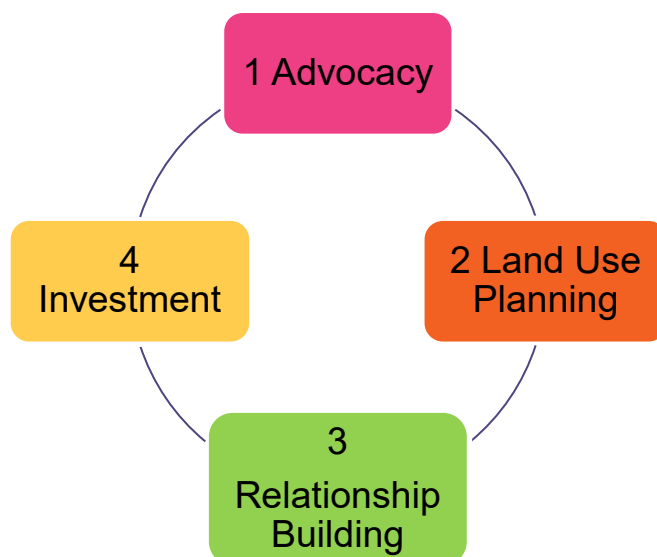 1 Advocacy
2 Land Use
Planning
3
Relationship
Building
4
Investment